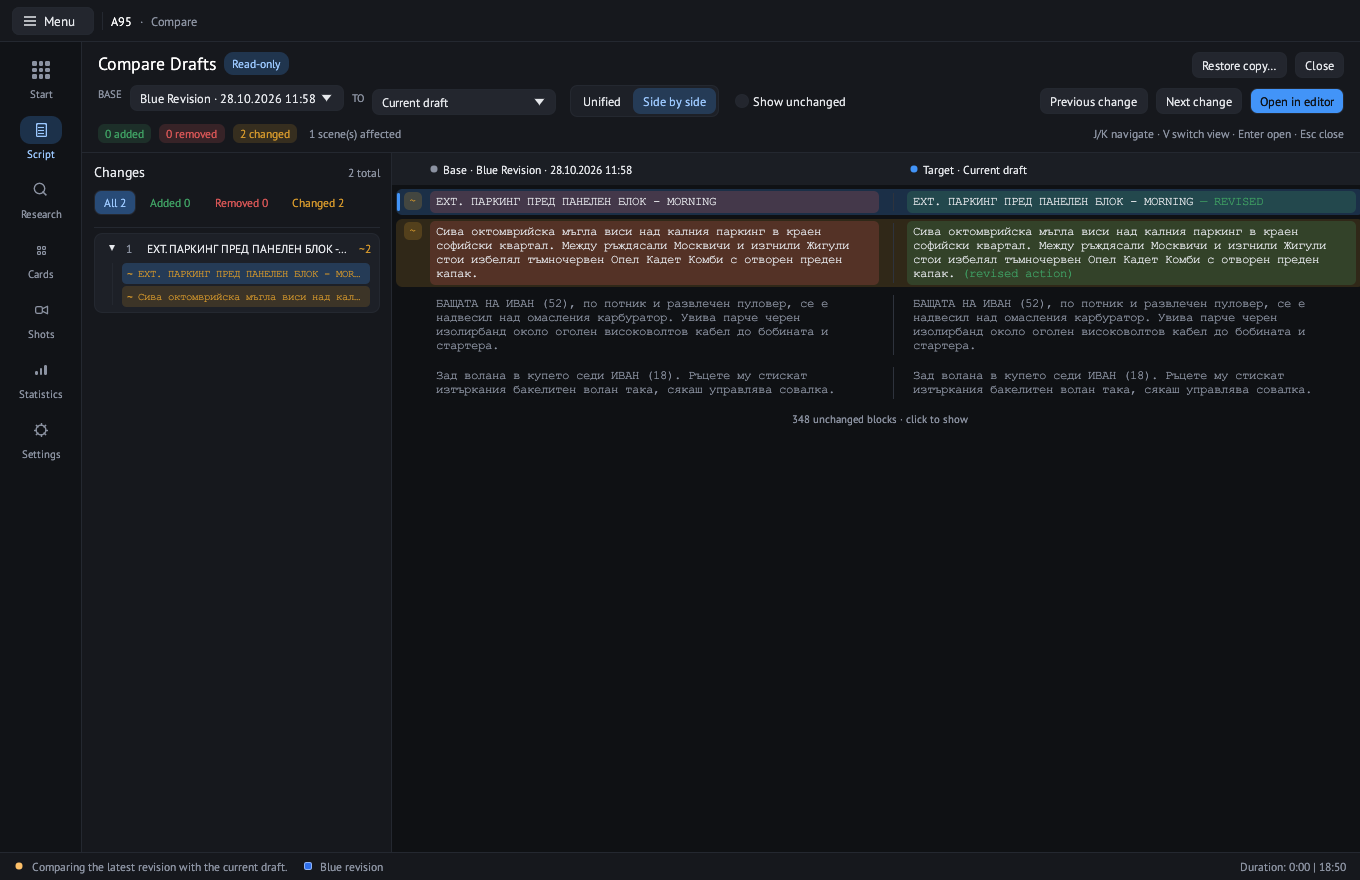 Menu A95 · Compare
Start
Script
Research
Cards
Shots
Statistics
Settings
Compare Drafts Read-only Restore copy... Close
BASE Blue Revision · 28.10.2026 11:58 ▼ TO Current draft ▼ Unified Side by side Show unchanged Previous change Next change Open in editor
0 added 0 removed 2 changed 1 scene(s) affected J/K navigate · V switch view · Enter open · Esc close
Changes 2 total
All 2 Added 0 Removed 0 Changed 2
▼ 1 ЕХТ. ПАРКИНГ ПРЕД ПАНЕЛЕН БЛОК -... ~2
~ ЕХТ. ПАРКИНГ ПРЕД ПАНЕЛЕН БЛОК – MOR...
~ Сива октомврийска мъгла виси над кал...
Base · Blue Revision · 28.10.2026 11:58
~ ЕХТ. ПАРКИНГ ПРЕД ПАНЕЛЕН БЛОК – MORNING
~ Сива октомврийска мъгла виси над калния паркинг в краен
софийски квартал. Между ръждясали Москвичи и изгнили Жигули
стои избелял тъмночервен Опел Кадет Комби с отворен преден
капак.
БАЩАТА НА ИВАН (52), по потник и развлечен пуловер, се е
надвесил над омасления карбуратор. Увива парче черен
изолирбанд около оголен високоволтов кабел до бобината и
стартера.
Зад волана в купето седи ИВАН (18). Ръцете му стискат
изтъркания бакелитен волан така, сякаш управлява совалка.
Target · Current draft
ЕХТ. ПАРКИНГ ПРЕД ПАНЕЛЕН БЛОК – MORNING — REVISED
Сива октомврийска мъгла виси над калния паркинг в краен
софийски квартал. Между ръждясали Москвичи и изгнили Жигули
стои избелял тъмночервен Опел Кадет Комби с отворен преден
капак. (revised action)
БАЩАТА НА ИВАН (52), по потник и развлечен пуловер, се е
надвесил над омасления карбуратор. Увива парче черен
изолирбанд около оголен високоволтов кабел до бобината и
стартера.
Зад волана в купето седи ИВАН (18). Ръцете му стискат
изтъркания бакелитен волан така, сякаш управлява совалка.
348 unchanged blocks · click to show
Comparing the latest revision with the current draft. Blue revision Duration: 0:00 | 18:50